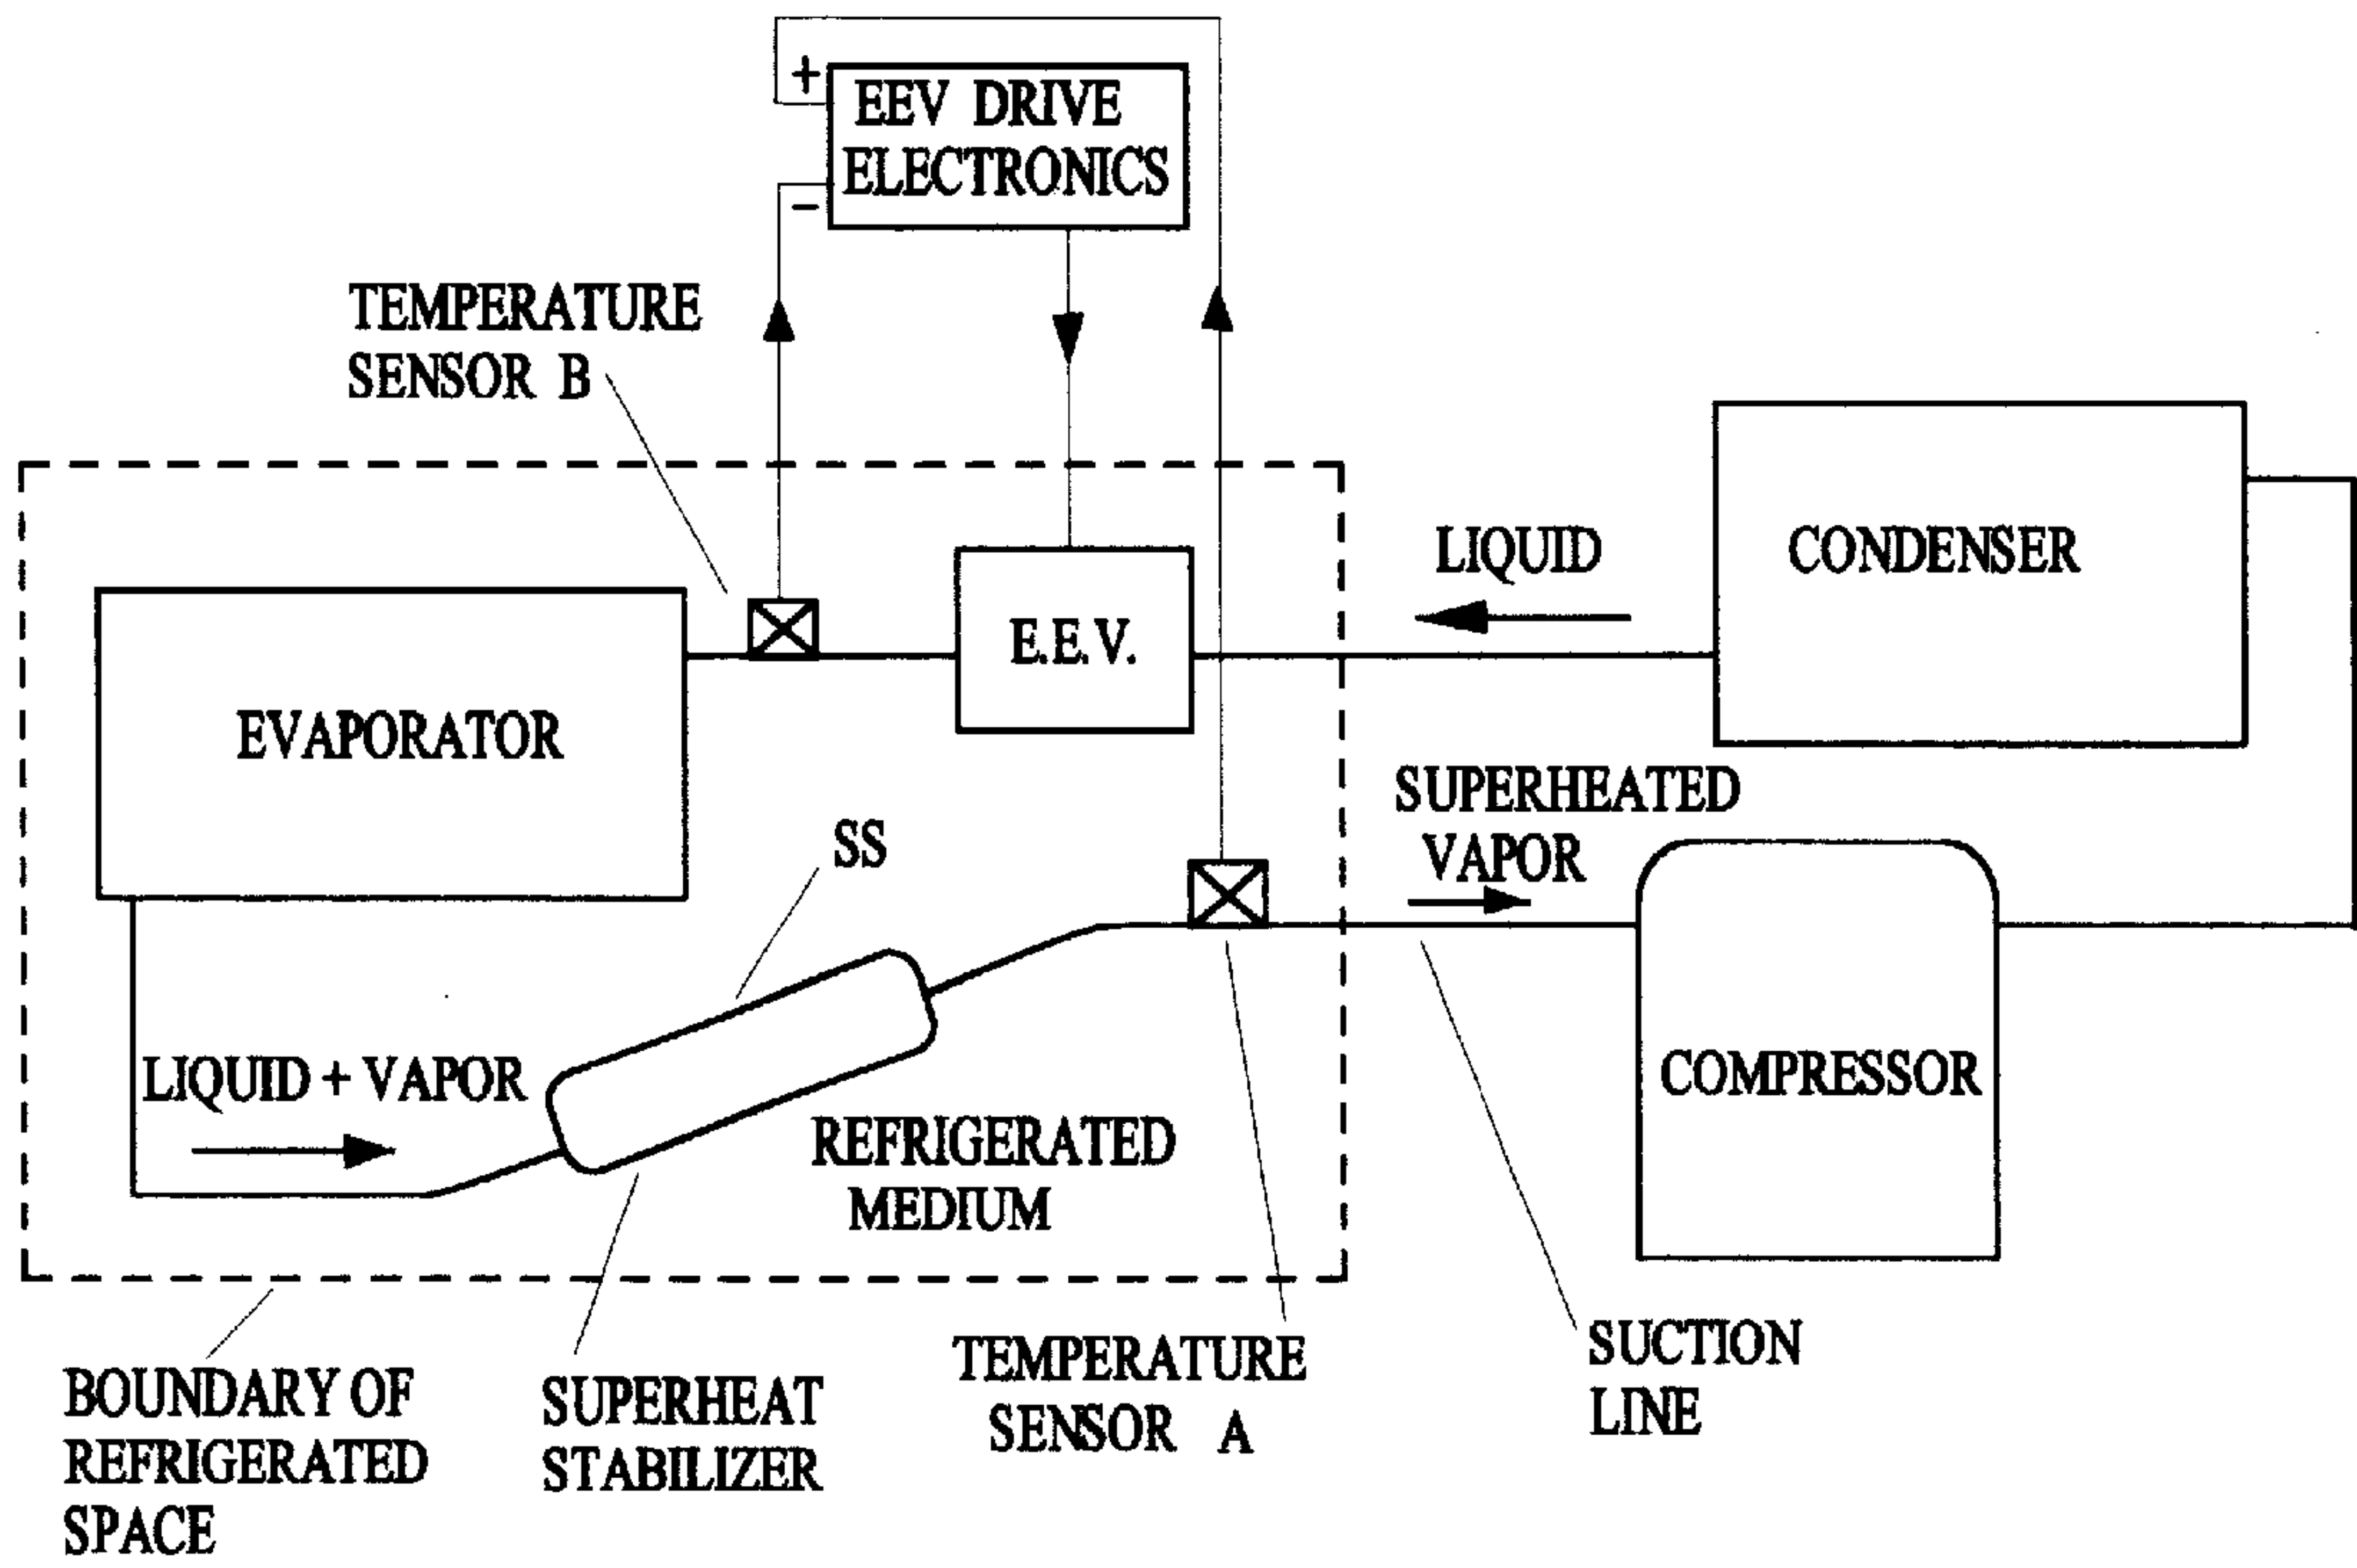 +
EEV DRIVE
ELECTRONICS
−
TEMPERATURE
SENSOR B
LIQUID
CONDENSER
E.E.V.
EVAPORATOR
SUPERHEATED
VAPOR
SS
LIQUID + VAPOR
REFRIGERATED
MEDIUM
COMPRESSOR
BOUNDARY OF
REFRIGERATED
SPACE
SUPERHEAT
STABILIZER
TEMPERATURE
SENSOR A
SUCTION
LINE